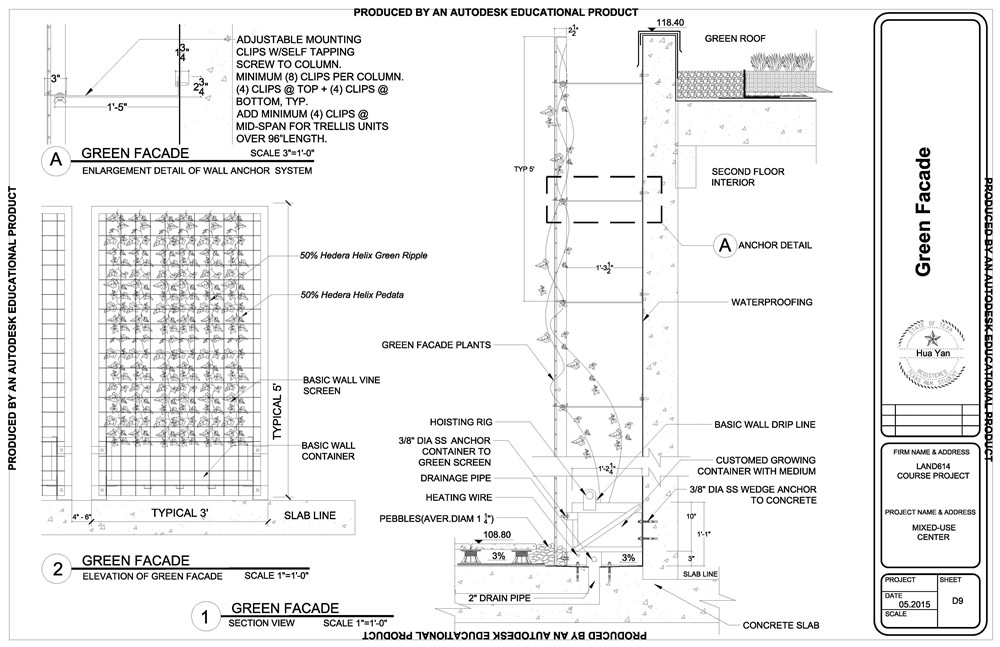 PRODUCED BY AN AUTODESK EDUCATIONAL PRODUCT
PRODUCED BY AN AUTODESK EDUCATIONAL PRODUCT
ADJUSTABLE MOUNTING
CLIPS W/SELF TAPPING
SCREW TO COLUMN.
MINIMUM (8) CLIPS PER COLUMN.
(4) CLIPS @ TOP + (4) CLIPS @
BOTTOM, TYP.
ADD MINIMUM (4) CLIPS @
MID-SPAN FOR TRELLIS UNITS
OVER 96"LENGTH.
3"
1'-5"
1 3/4"
2 3/4"
A
GREEN FACADE
SCALE 3"=1'-0"
ENLARGEMENT DETAIL OF WALL ANCHOR SYSTEM
50% Hedera Helix Green Ripple
50% Hedera Helix Pedata
BASIC WALL VINE
SCREEN
BASIC WALL
CONTAINER
TYPICAL 5'
4" - 6"
TYPICAL 3'
SLAB LINE
2
GREEN FACADE
ELEVATION OF GREEN FACADE
SCALE 1"=1'-0"
2 1/2"
118.40
GREEN ROOF
TYP 5'
SECOND FLOOR
INTERIOR
A
ANCHOR DETAIL
1'-3 1/2"
WATERPROOFING
GREEN FACADE PLANTS
HOISTING RIG
BASIC WALL DRIP LINE
3/8" DIA SS ANCHOR
CONTAINER TO
GREEN SCREEN
1'-2 1/4"
CUSTOMED GROWING
CONTAINER WITH MEDIUM
DRAINAGE PIPE
3/8" DIA SS WEDGE ANCHOR
TO CONCRETE
HEATING WIRE
PEBBLES(AVER.DIAM 1 1/4")
10"
1'-1"
3"
108.80
3%
3%
SLAB LINE
2" DRAIN PIPE
CONCRETE SLAB
1
GREEN FACADE
SECTION VIEW
SCALE 1"=1'-0"
PRODUCED BY AN AUTODESK EDUCATIONAL PRODUCT
Green Facade
STATE OF TEXAS
Hua Yan
REGISTERED
FIRM NAME & ADDRESS
LAND614
COURSE PROJECT
PROJECT NAME & ADDRESS
MIXED-USE
CENTER
PROJECT
SHEET
DATE
05.2015
D9
SCALE
PRODUCED BY AN AUTODESK EDUCATIONAL PRODUCT